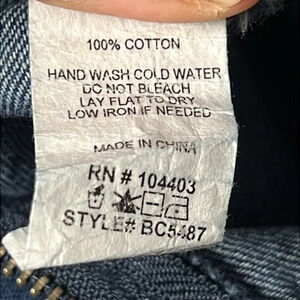 100% COTTON
HAND WASH COLD WATER
DO NOT BLEACH
LAY FLAT TO DRY
LOW IRON IF NEEDED
MADE IN CHINA
RN # 104403
STYLE# BC5487